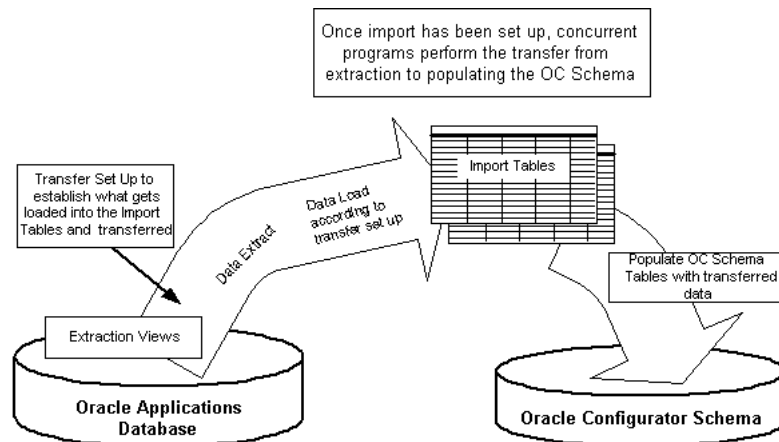 Once import has been set up, concurrent
programs perform the transfer from
extraction to populating the OC Schema
Import Tables
Transfer Set Up to
establish what gets
loaded into the Import
Tables and transferred
Data Extract
Data Load
according to
transfer set up
Populate OC Schema
Tables with transferred
data
Extraction Views
Oracle Applications
Database
Oracle Configurator Schema